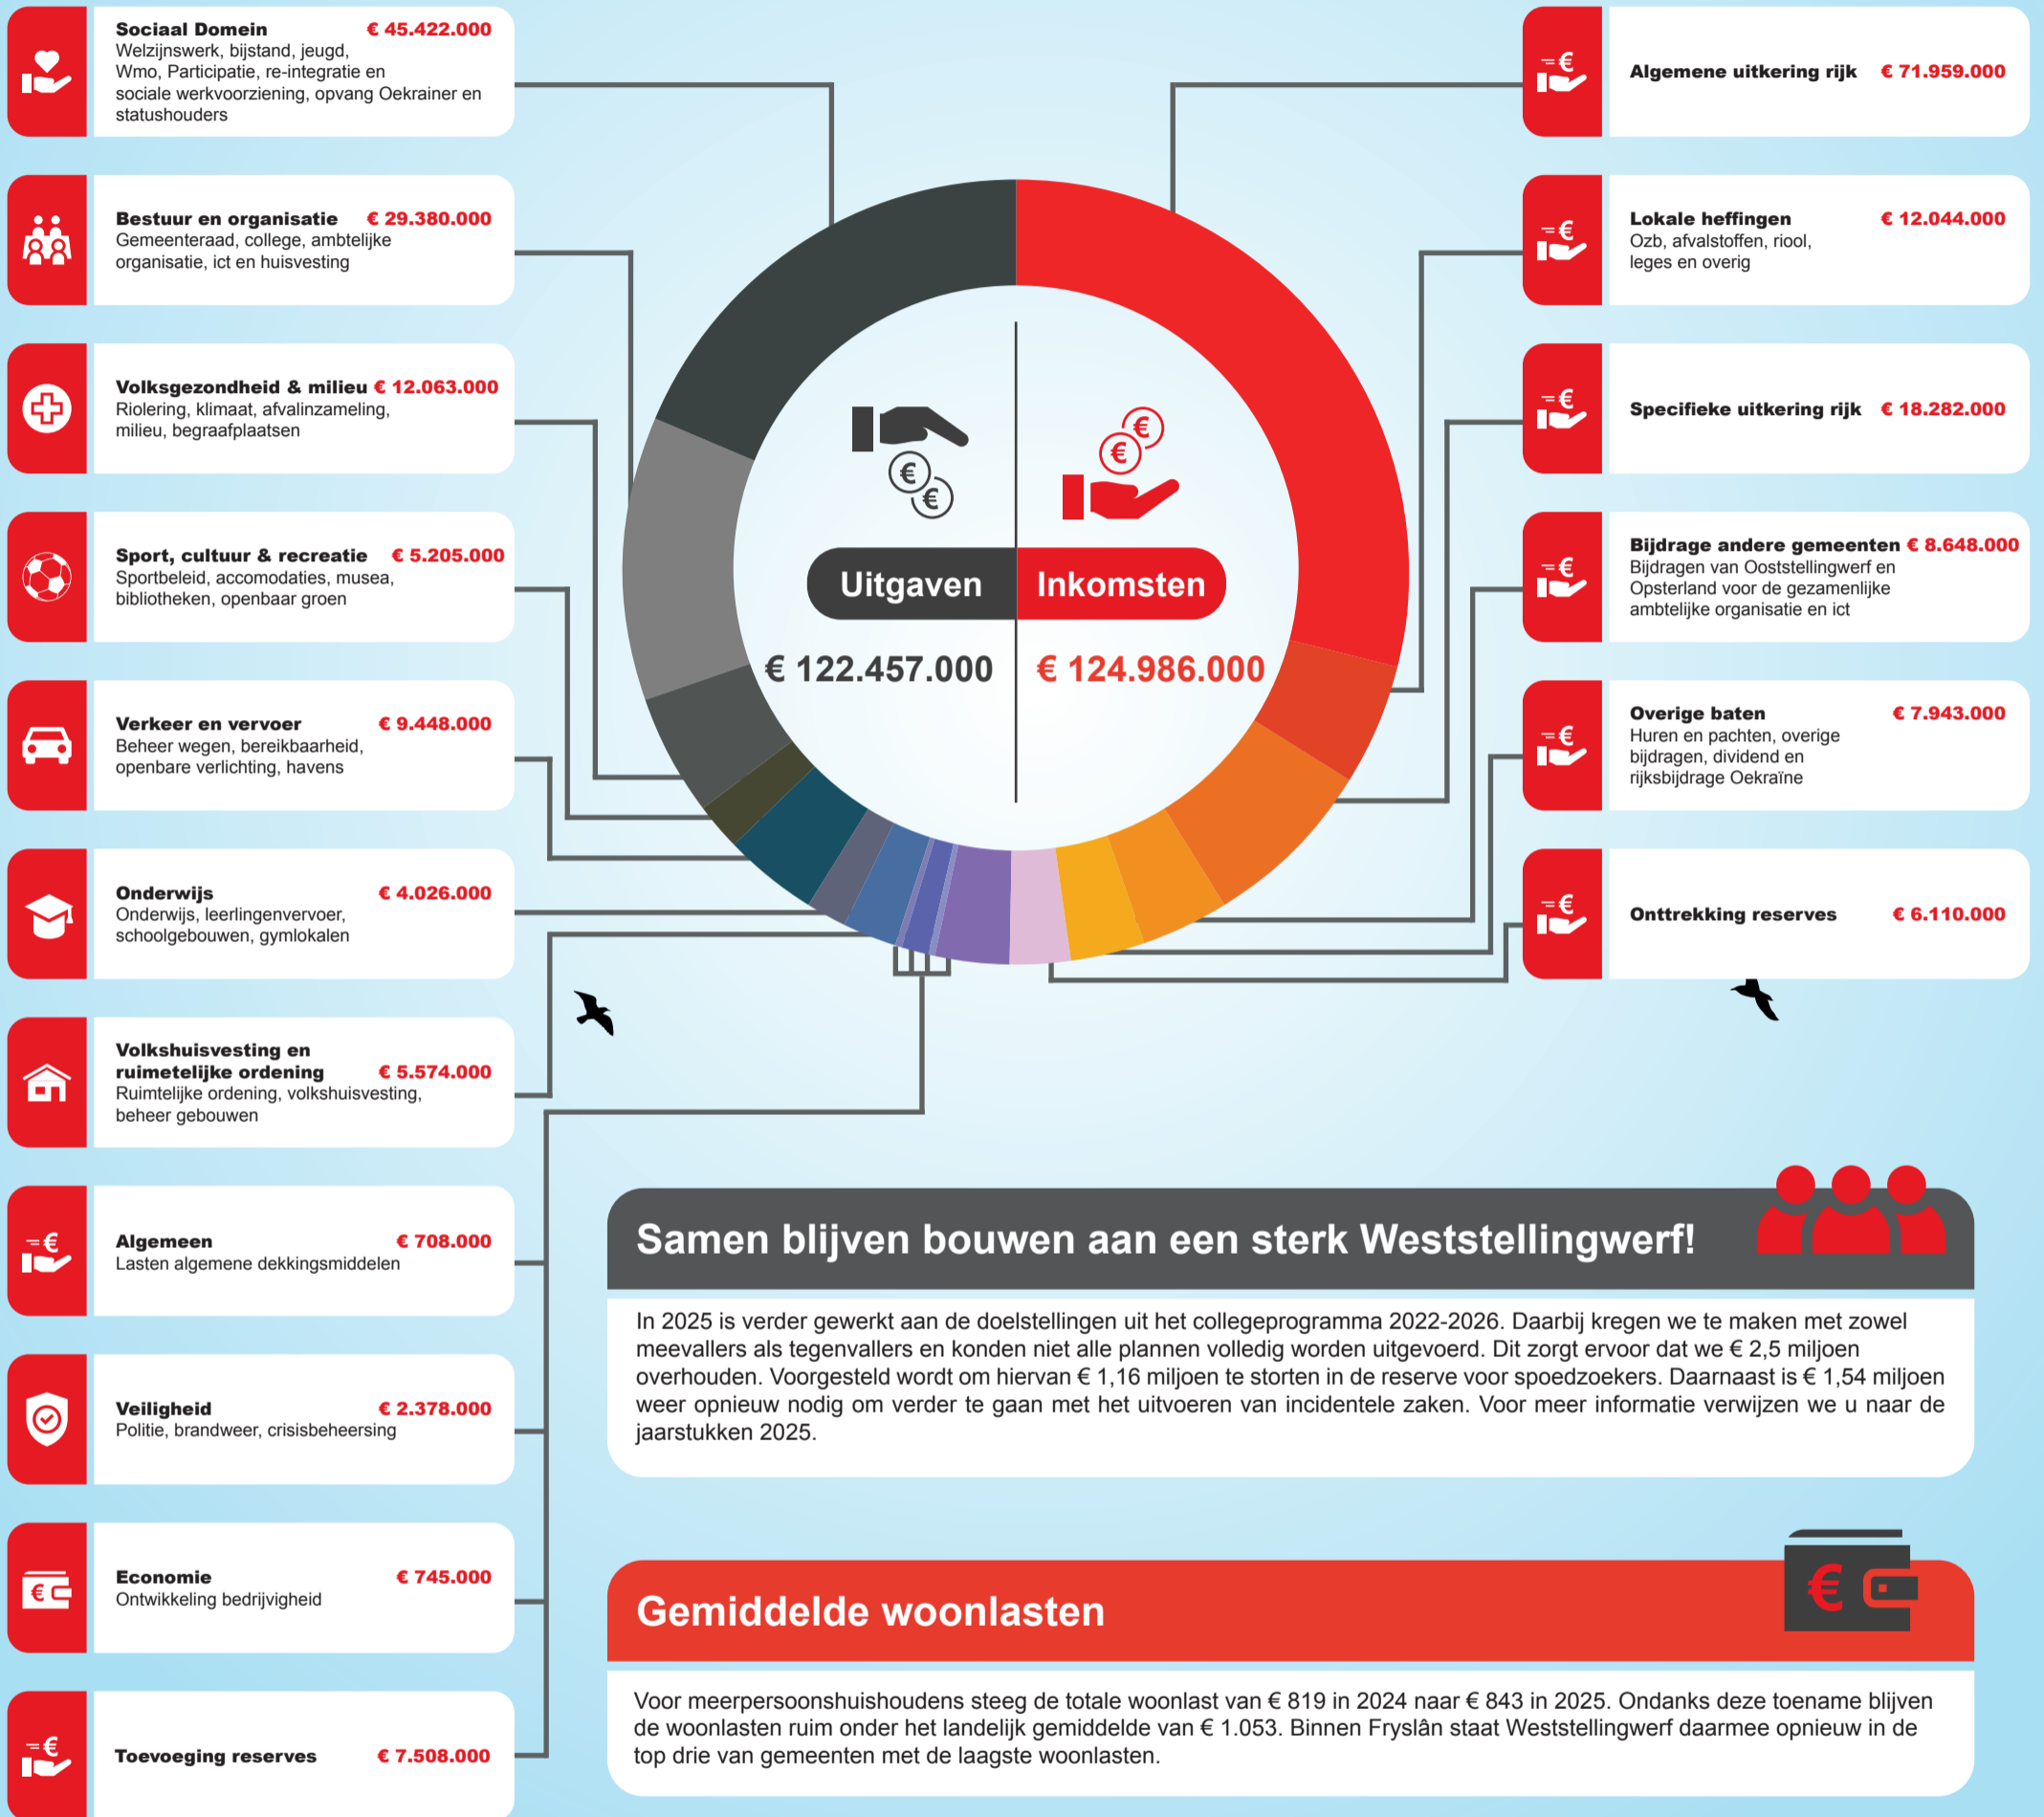 Sociaal Domein € 45.422.000
Welzijnswerk, bijstand, jeugd,
Wmo, Participatie, re-integratie en
sociale werkvoorziening, opvang Oekrainer en
statushouders
Bestuur en organisatie € 29.380.000
Gemeenteraad, college, ambtelijke
organisatie, ict en huisvesting
Volksgezondheid & milieu € 12.063.000
Riolering, klimaat, afvalinzameling,
milieu, begraafplaatsen
Sport, cultuur & recreatie € 5.205.000
Sportbeleid, accomodaties, musea,
bibliotheken, openbaar groen
Verkeer en vervoer € 9.448.000
Beheer wegen, bereikbaarheid,
openbare verlichting, havens
Onderwijs € 4.026.000
Onderwijs, leerlingenvervoer,
schoolgebouwen, gymlokalen
Volkshuisvesting en
ruimetelijke ordening € 5.574.000
Ruimtelijke ordening, volkshuisvesting,
beheer gebouwen
Algemeen € 708.000
Lasten algemene dekkingsmiddelen
Veiligheid € 2.378.000
Politie, brandweer, crisisbeheersing
Economie € 745.000
Ontwikkeling bedrijvigheid
Toevoeging reserves € 7.508.000
Uitgaven
€ 122.457.000
Inkomsten
€ 124.986.000
Algemene uitkering rijk € 71.959.000
Lokale heffingen € 12.044.000
Ozb, afvalstoffen, riool,
leges en overig
Specifieke uitkering rijk € 18.282.000
Bijdrage andere gemeenten € 8.648.000
Bijdragen van Ooststellingwerf en
Opsterland voor de gezamenlijke
ambtelijke organisatie en ict
Overige baten € 7.943.000
Huren en pachten, overige
bijdragen, dividend en
rijksbijdrage Oekraïne
Onttrekking reserves € 6.110.000
Samen blijven bouwen aan een sterk Weststellingwerf!
In 2025 is verder gewerkt aan de doelstellingen uit het collegeprogramma 2022-2026. Daarbij kregen we te maken met zowel
meevallers als tegenvallers en konden niet alle plannen volledig worden uitgevoerd. Dit zorgt ervoor dat we € 2,5 miljoen
overhouden. Voorgesteld wordt om hiervan € 1,16 miljoen te storten in de reserve voor spoedzoekers. Daarnaast is € 1,54 miljoen
weer opnieuw nodig om verder te gaan met het uitvoeren van incidentele zaken. Voor meer informatie verwijzen we u naar de
jaarstukken 2025.
Gemiddelde woonlasten
Voor meerpersoonshuishoudens steeg de totale woonlast van € 819 in 2024 naar € 843 in 2025. Ondanks deze toename blijven
de woonlasten ruim onder het landelijk gemiddelde van € 1.053. Binnen Fryslân staat Weststellingwerf daarmee opnieuw in de
top drie van gemeenten met de laagste woonlasten.